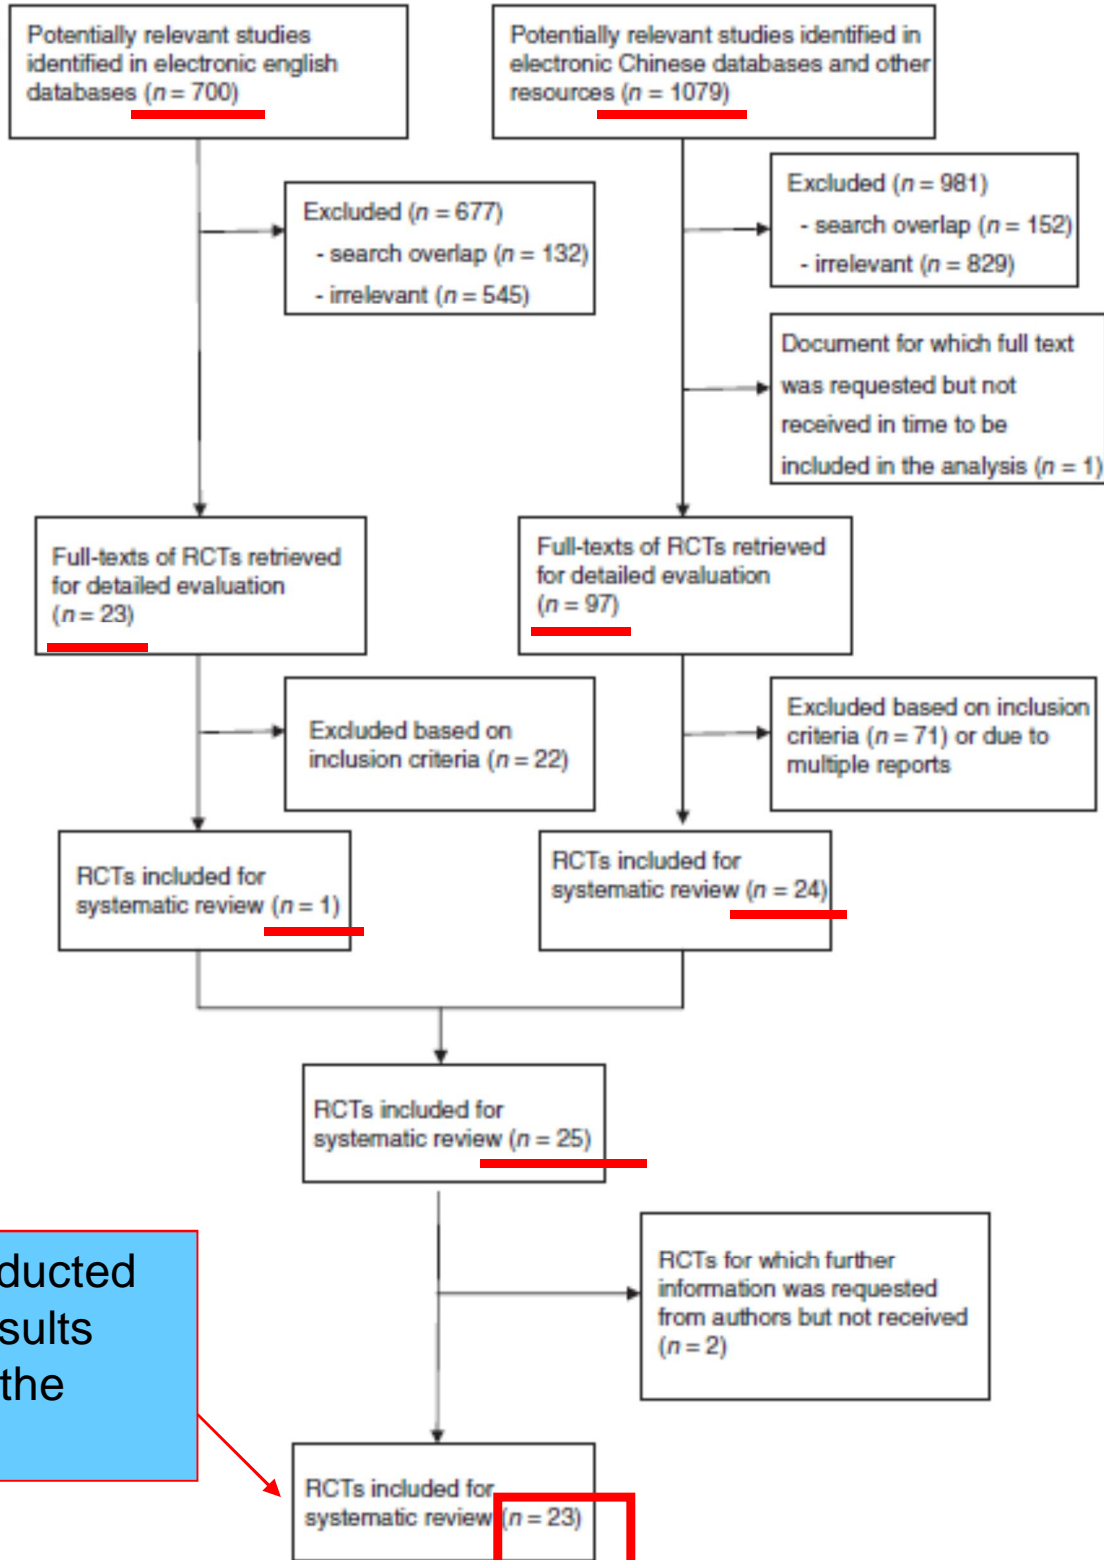 Potentially relevant studies
identified in electronic english
databases (n = 700)
Potentially relevant studies identified in
electronic Chinese databases and other
resources (n = 1079)
Excluded (n = 677)
- search overlap (n = 132)
- irrelevant (n = 545)
Excluded (n = 981)
- search overlap (n = 152)
- irrelevant (n = 829)
Document for which full text
was requested but not
received in time to be
included in the analysis (n = 1)
Full-texts of RCTs retrieved
for detailed evaluation
(n = 23)
Full-texts of RCTs retrieved
for detailed evaluation
(n = 97)
Excluded based on
inclusion criteria (n = 22)
Excluded based on inclusion
criteria (n = 71) or due to
multiple reports
RCTs included for
systematic review (n = 1)
RCTs included for
systematic review (n = 24)
RCTs included for
systematic review (n = 25)
RCTs for which further
information was requested
from authors but not received
(n = 2)
ducted
sults
the
RCTs included for
systematic review (n = 23)